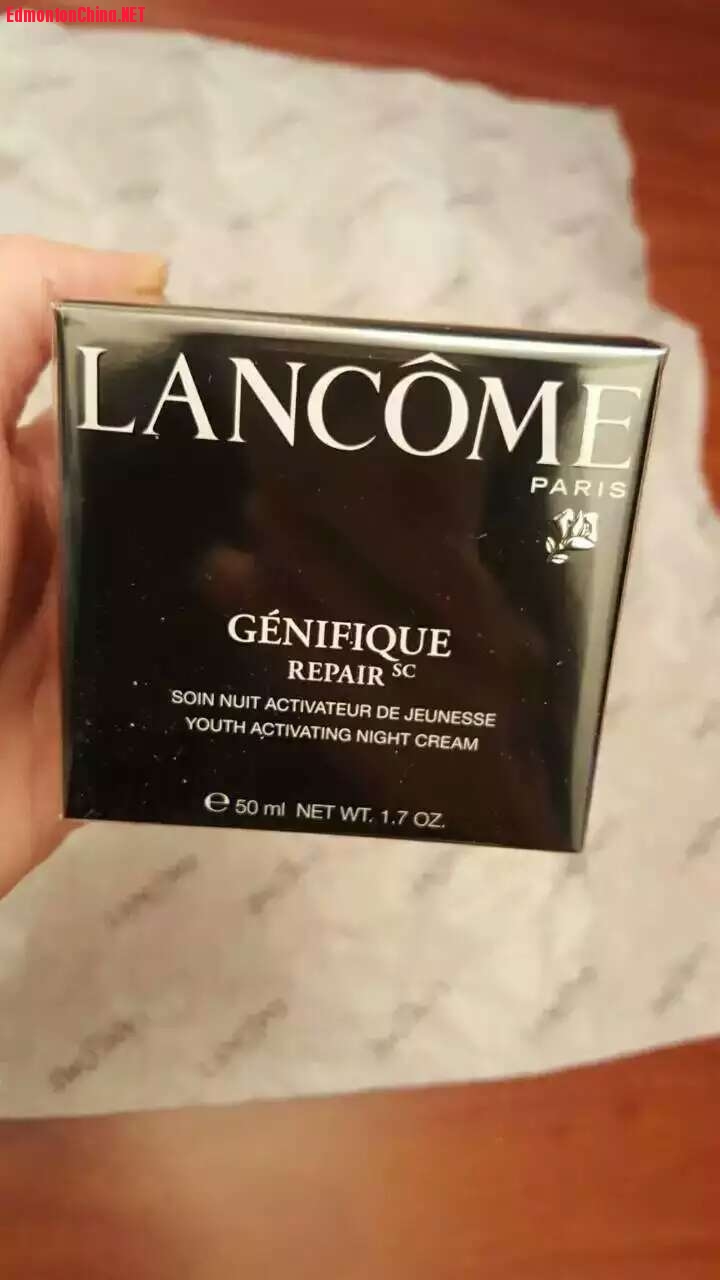 EdmontonChina.NET
LANCÔME
PARIS
GÉNIFIQUE
REPAIR SC
SOIN NUIT ACTIVATEUR DE JEUNESSE
YOUTH ACTIVATING NIGHT CREAM
e 50 ml NET WT. 1.7 OZ.